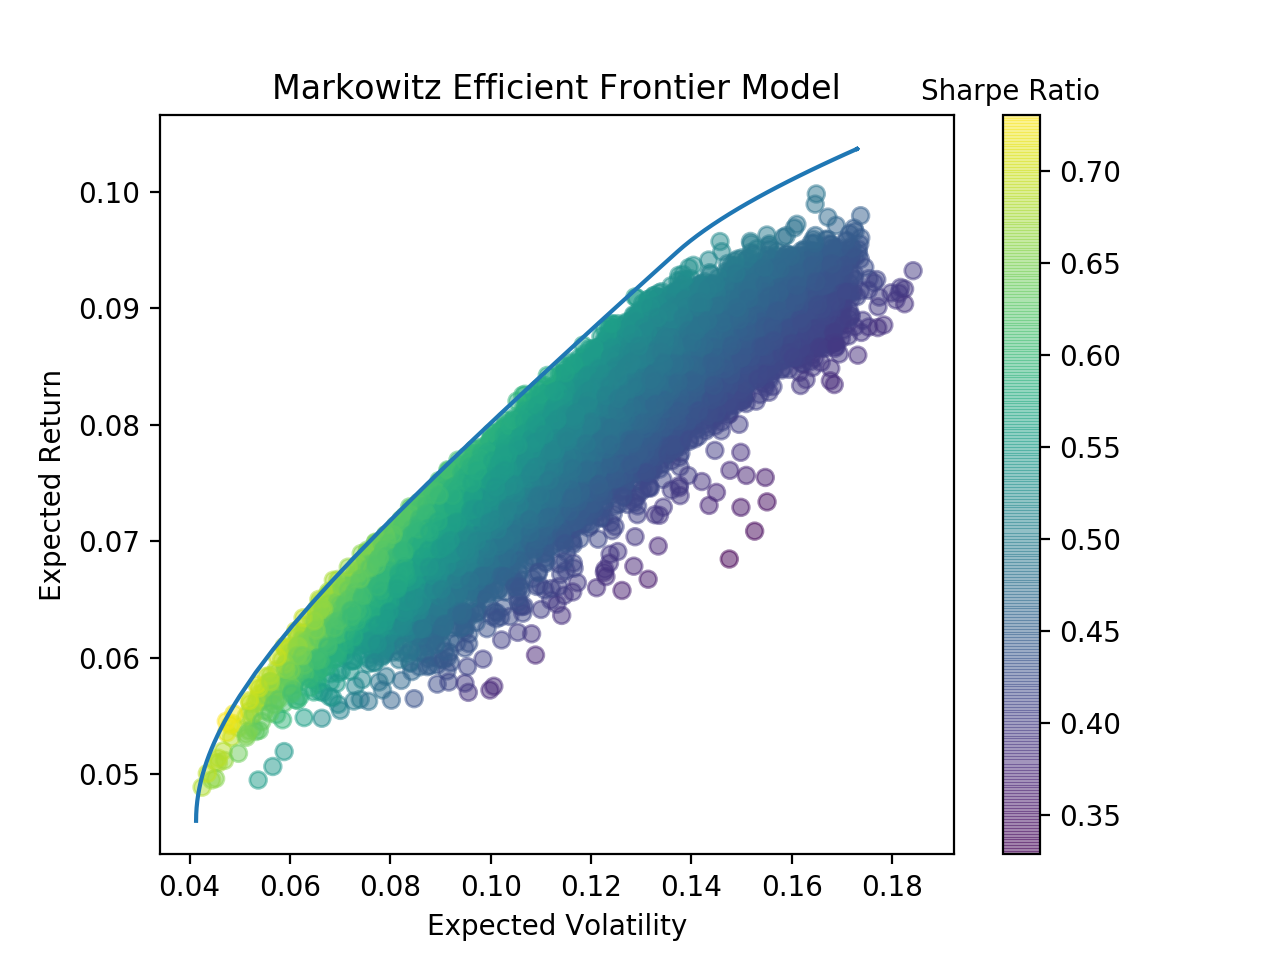 Markowitz Efficient Frontier Model
Sharpe Ratio
Expected Return
0.10
0.09
0.08
0.07
0.06
0.05
0.04 0.06 0.08 0.10 0.12 0.14 0.16 0.18
Expected Volatility
0.70
0.65
0.60
0.55
0.50
0.45
0.40
0.35